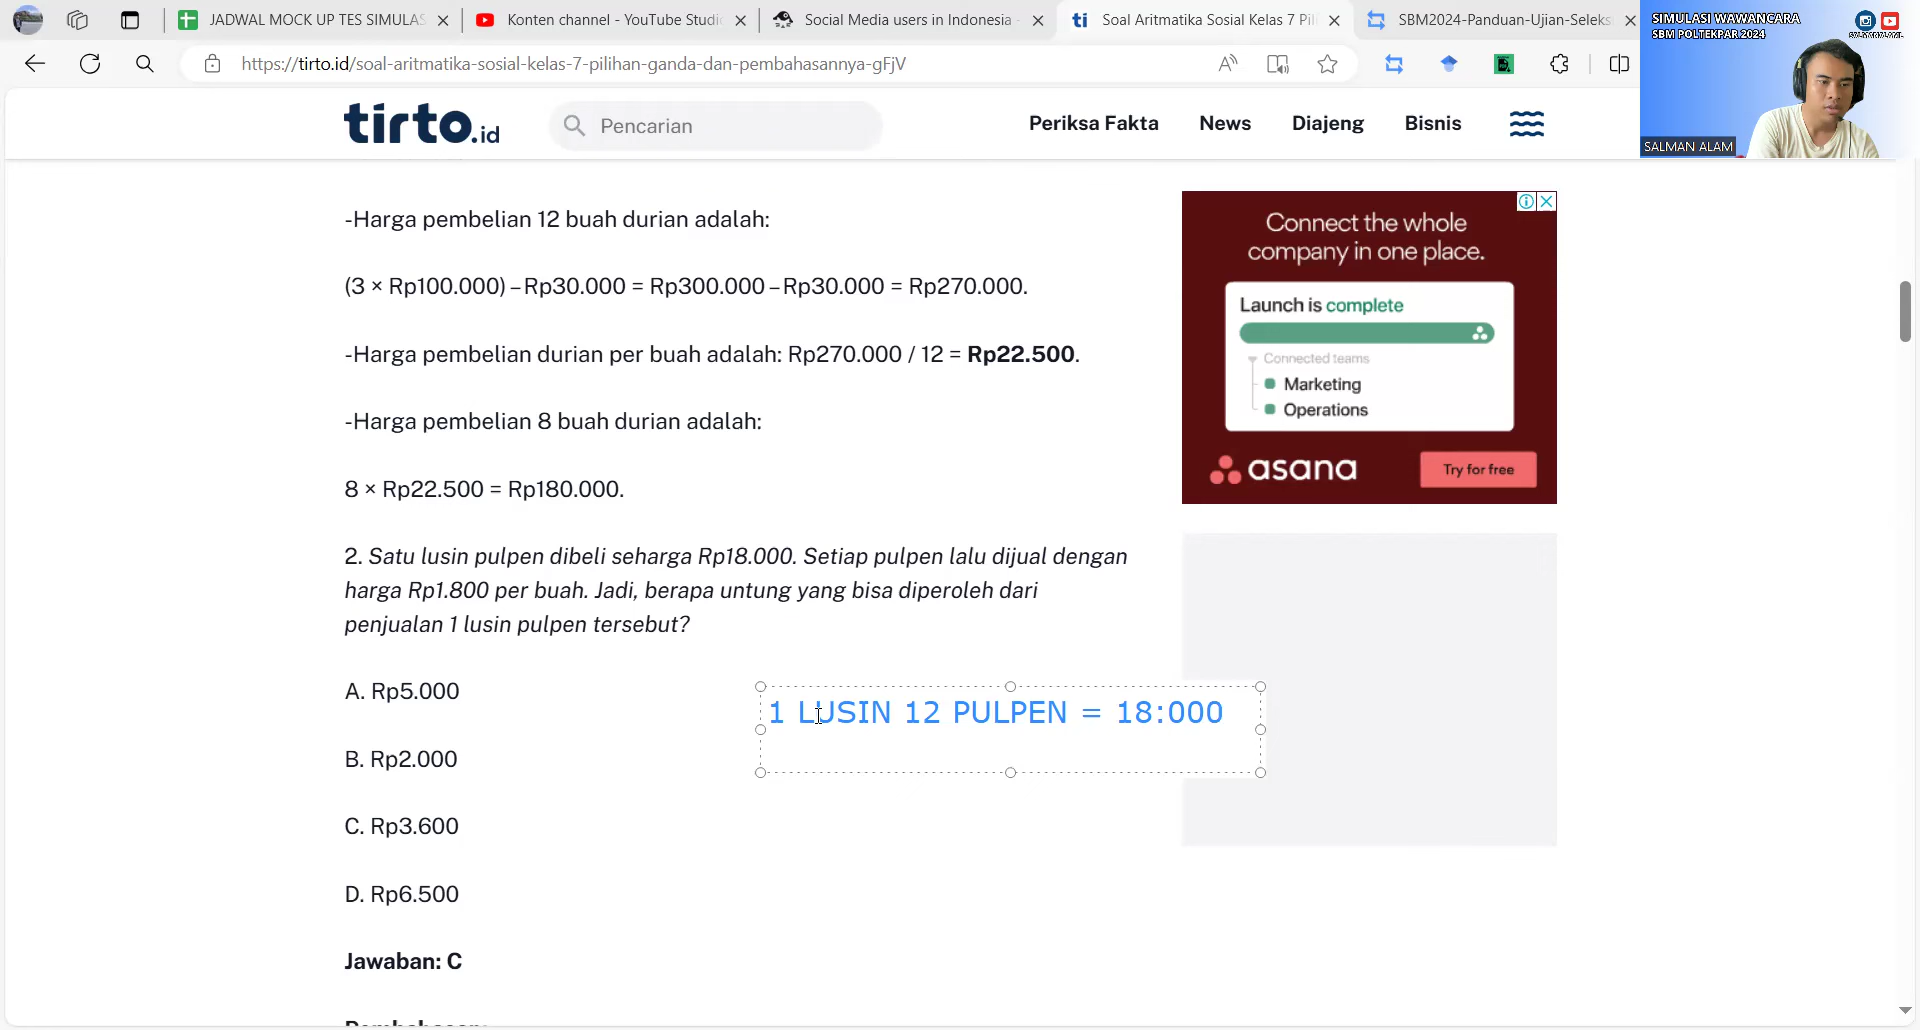 JADWAL MOCK UP TES SIMULAS
Konten channel - YouTube Studi
Social Media users in Indonesia -
ti Soal Aritmatika Sosial Kelas 7 Pili
SBM2024-Panduan-Ujian-Seleks
SIMULASI WAWANCARA
SBM POLTEKPAR 2024
https://tirto.id/soal-aritmatika-sosial-kelas-7-pilihan-ganda-dan-pembahasannya-gFjV
SALMAN ALAM
tirto.id
Pencarian
Periksa Fakta
News
Diajeng
Bisnis
-Harga pembelian 12 buah durian adalah:
(3 × Rp100.000) – Rp30.000 = Rp300.000 – Rp30.000 = Rp270.000.
-Harga pembelian durian per buah adalah: Rp270.000 / 12 = Rp22.500.
-Harga pembelian 8 buah durian adalah:
8 × Rp22.500 = Rp180.000.
2. Satu lusin pulpen dibeli seharga Rp18.000. Setiap pulpen lalu dijual dengan
harga Rp1.800 per buah. Jadi, berapa untung yang bisa diperoleh dari
penjualan 1 lusin pulpen tersebut?
A. Rp5.000
B. Rp2.000
C. Rp3.600
D. Rp6.500
Jawaban: C
1 LUSIN 12 PULPEN = 18:000
Connect the whole
company in one place.
Launch is complete
Connected teams
Marketing
Operations
asana
Try for free